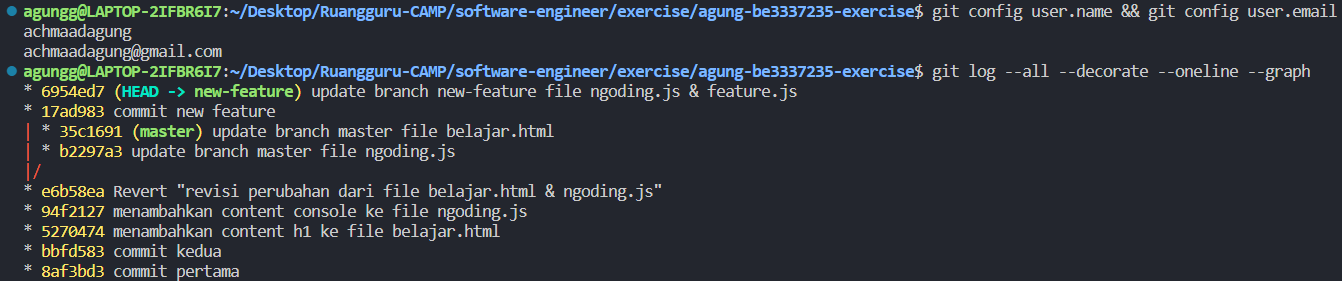 agungg@LAPTOP-2IFBR6I7:~/Desktop/Ruangguru-CAMP/software-engineer/exercise/agung-be3337235-exercise$ git config user.name && git config user.email
achmaadagung
achmaadagung@gmail.com
agungg@LAPTOP-2IFBR6I7:~/Desktop/Ruangguru-CAMP/software-engineer/exercise/agung-be3337235-exercise$ git log --all --decorate --oneline --graph
* 6954ed7 (HEAD -> new-feature) update branch new-feature file ngoding.js & feature.js
* 17ad983 commit new feature
| * 35c1691 (master) update branch master file belajar.html
| * b2297a3 update branch master file ngoding.js
|/
* e6b58ea Revert "revisi perubahan dari file belajar.html & ngoding.js"
* 94f2127 menambahkan content console ke file ngoding.js
* 5270474 menambahkan content h1 ke file belajar.html
* bbfd583 commit kedua
* 8af3bd3 commit pertama